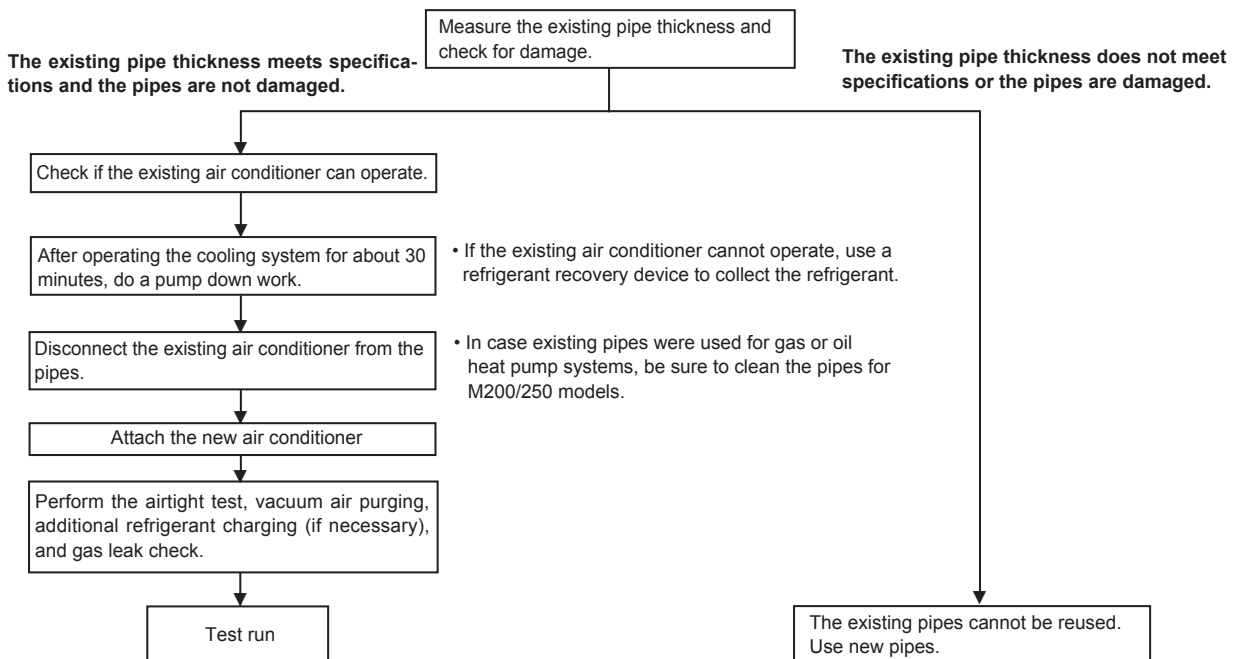 Measure the existing pipe thickness and
check for damage.
The existing pipe thickness meets specifica-
tions and the pipes are not damaged.
The existing pipe thickness does not meet
specifications or the pipes are damaged.
Check if the existing air conditioner can operate.
After operating the cooling system for about 30
minutes, do a pump down work.
• If the existing air conditioner cannot operate, use a
refrigerant recovery device to collect the refrigerant.
Disconnect the existing air conditioner from the
pipes.
• In case existing pipes were used for gas or oil
heat pump systems, be sure to clean the pipes for
M200/250 models.
Attach the new air conditioner
Perform the airtight test, vacuum air purging,
additional refrigerant charging (if necessary),
and gas leak check.
Test run
The existing pipes cannot be reused.
Use new pipes.